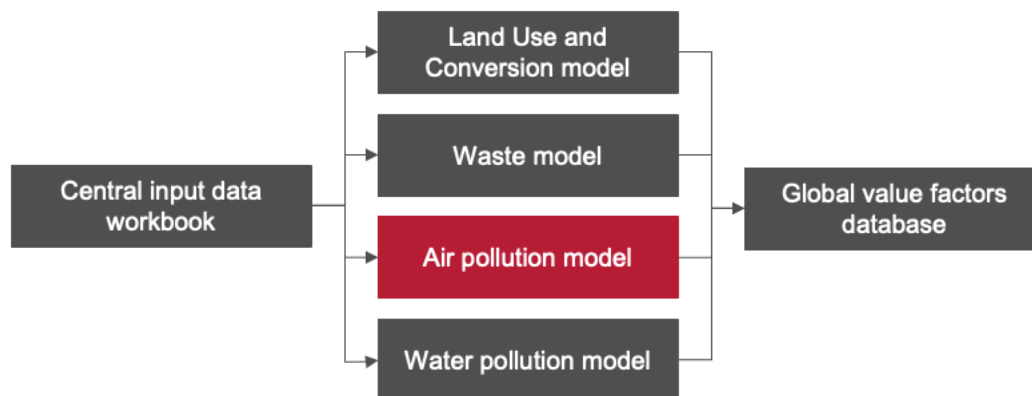 Land Use and
Conversion model
Waste model
Central input data
workbook
Global value factors
database
Air pollution model
Water pollution model